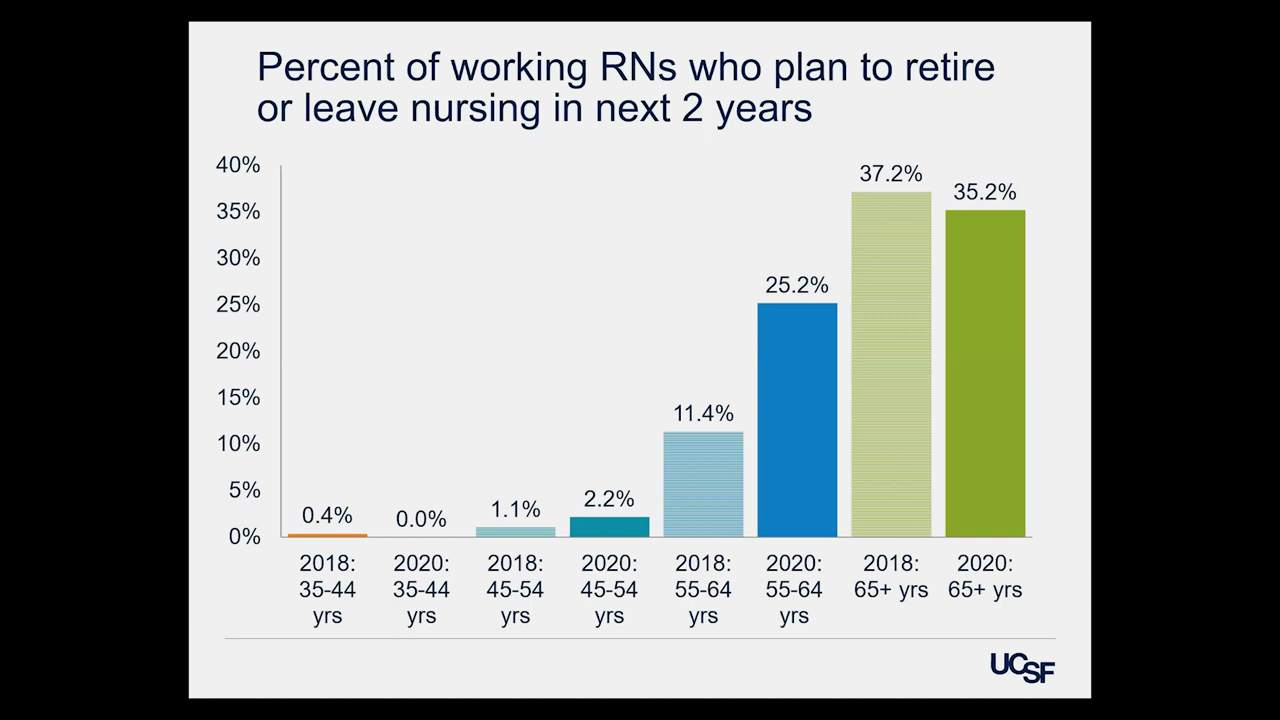 Percent of working RNs who plan to retire
or leave nursing in next 2 years
40%
35%
30%
25%
20%
15%
10%
5%
0%
0.4%
0.0%
1.1%
2.2%
11.4%
25.2%
37.2%
35.2%
2018:
35-44
yrs
2020:
35-44
yrs
2018:
45-54
yrs
2020:
45-54
yrs
2018:
55-64
yrs
2020:
55-64
yrs
2018:
65+ yrs
2020:
65+ yrs
UCSF